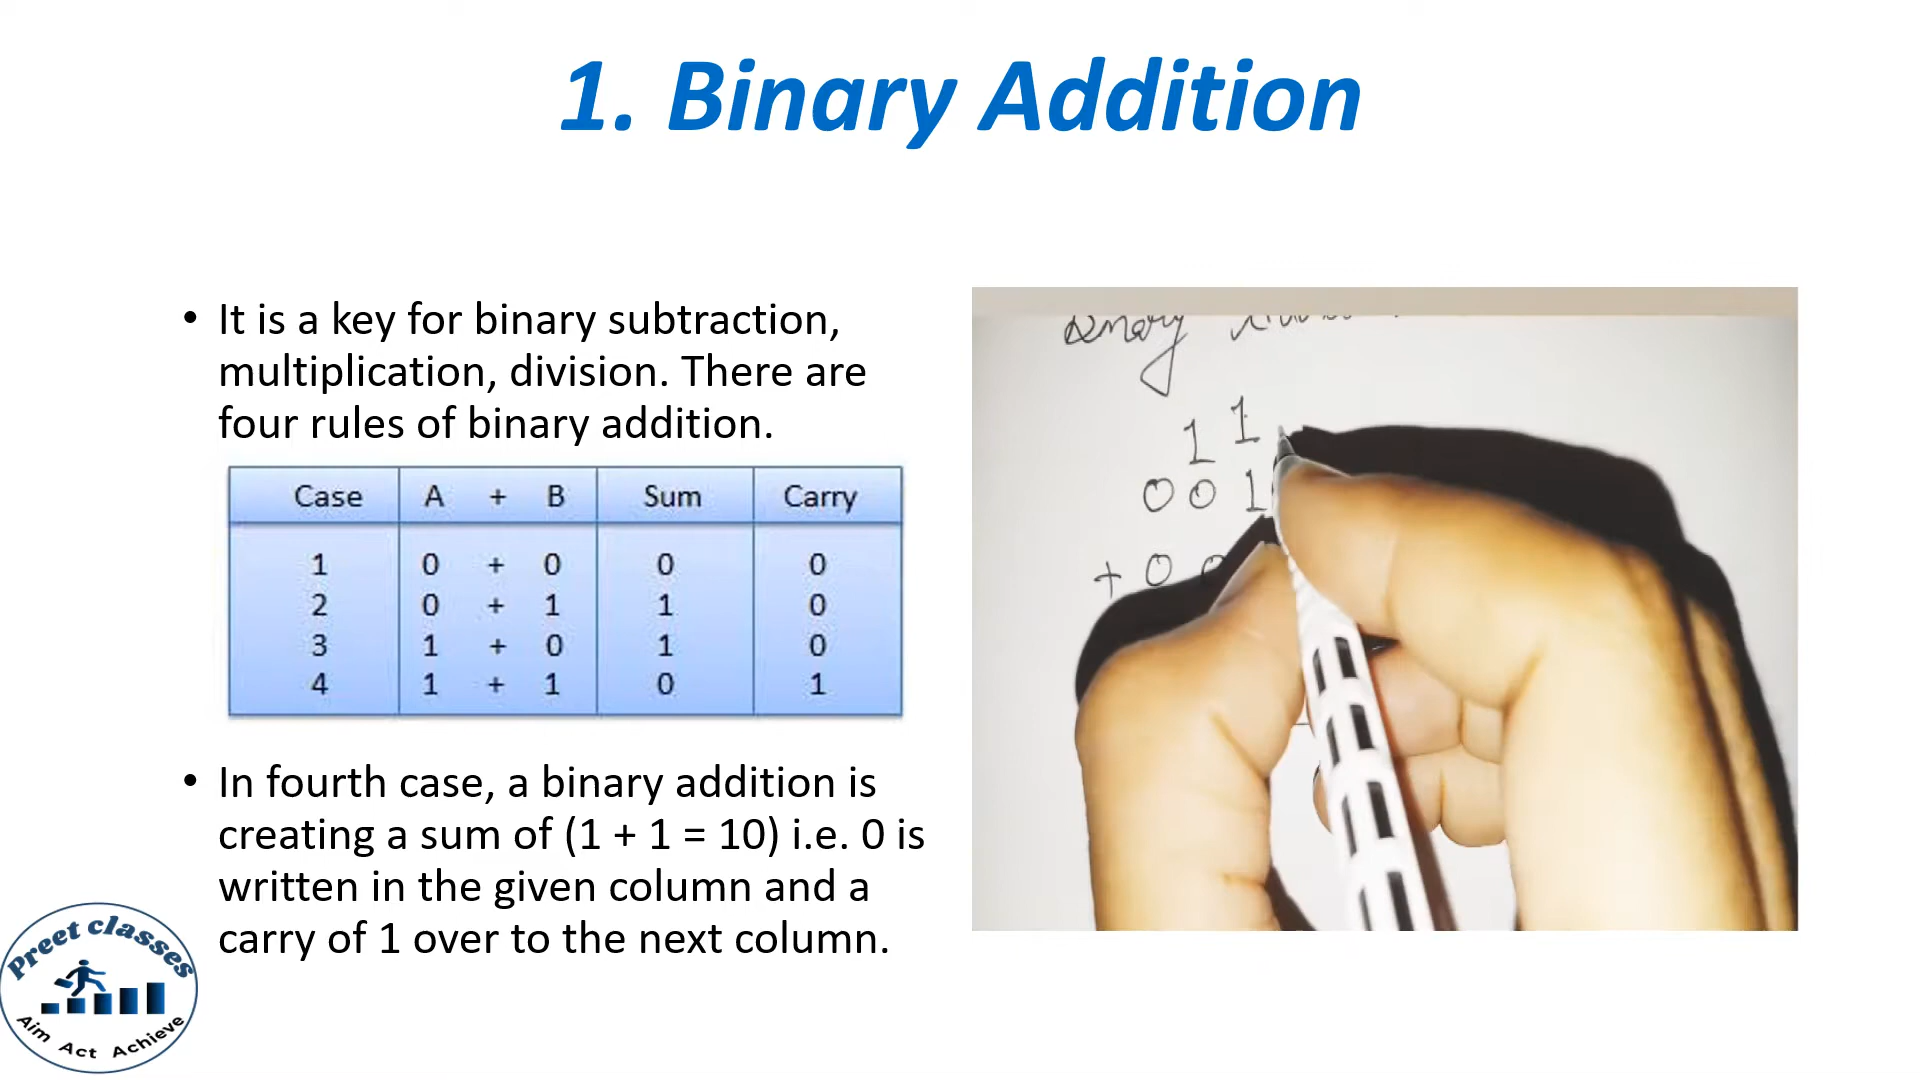 1. Binary Addition
• It is a key for binary subtraction,
multiplication, division. There are
four rules of binary addition.
Case A + B Sum Carry
1 0 + 0 0 0
2 0 + 1 1 0
3 1 + 0 1 0
4 1 + 1 0 1
• In fourth case, a binary addition is
creating a sum of (1 + 1 = 10) i.e. 0 is
written in the given column and a
carry of 1 over to the next column.
Binary
1 1
0 0 1
+ 0 0
Preet classes
Aim Act Achieve